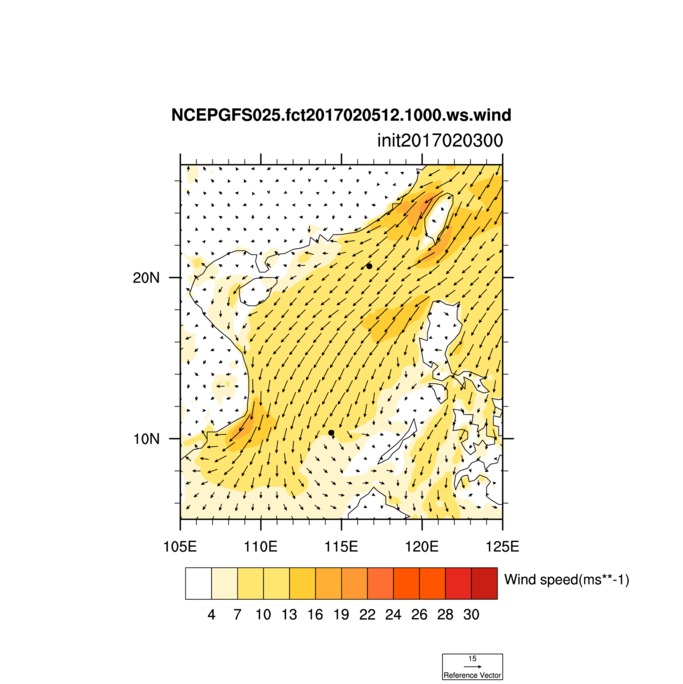 NCEPGFS025.fct2017020512.1000.ws.wind
init2017020300
20N
10N
105E 110E 115E 120E 125E
Wind speed(ms**-1)
4 7 10 13 16 19 22 24 26 28 30
15
Reference Vector